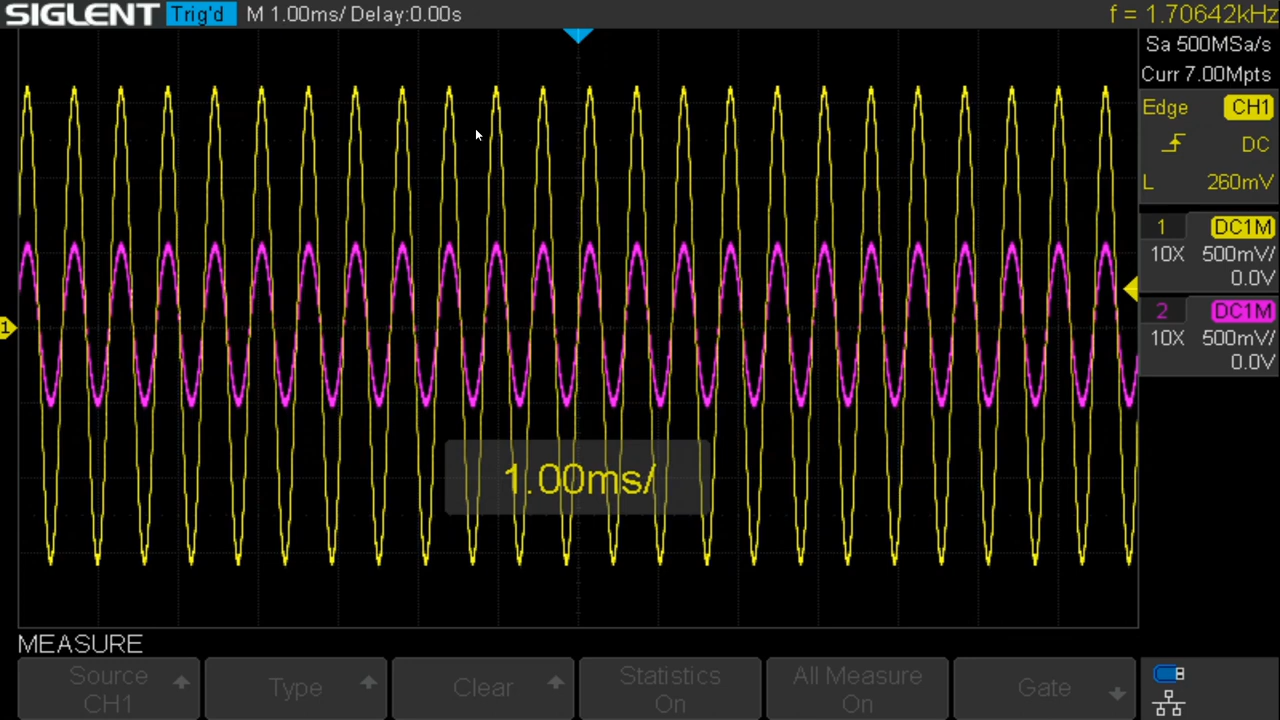 SIGLENT Trig'd M 1.00ms/ Delay:0.00s f = 1.70642kHz
Sa 500MSa/s
Curr 7.00Mpts
Edge CH1
DC
L 260mV
1 DC1M
10X 500mV/
0.0V
2 DC1M
10X 500mV/
0.0V
1
1.00ms/
MEASURE
Source
CH1
Type
Clear
Statistics
On
All Measure
On
Gate